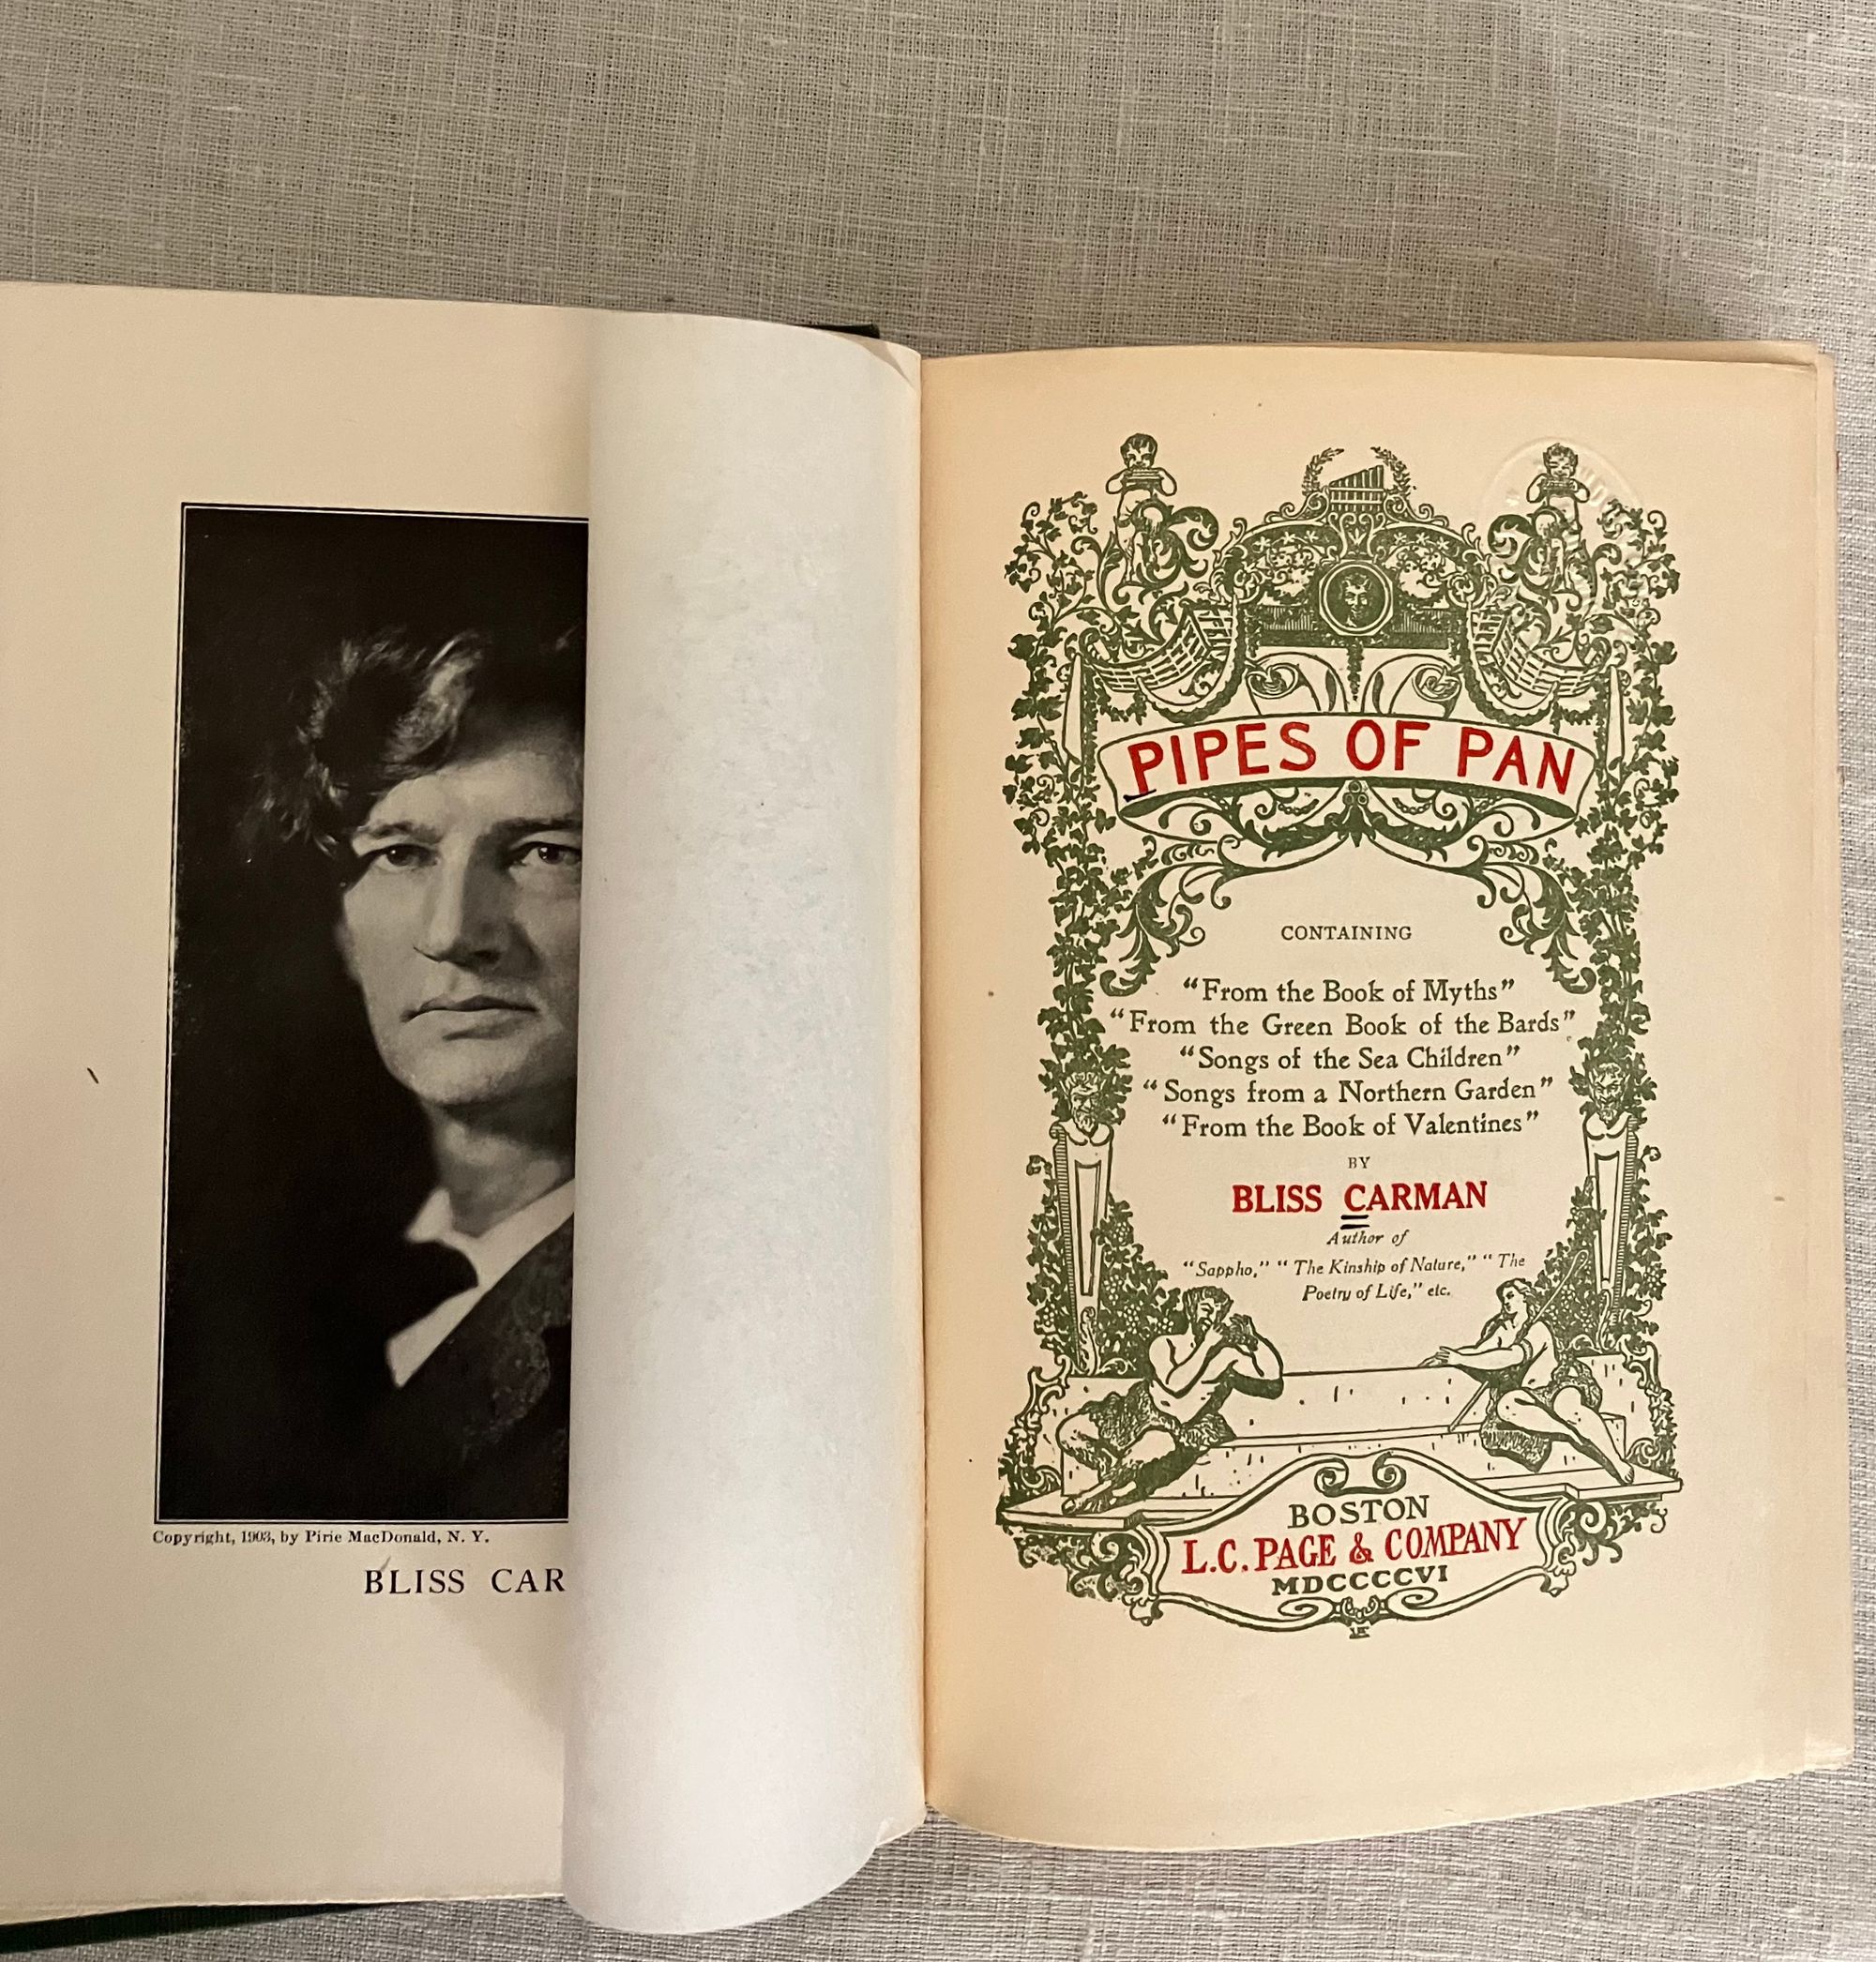 Copyright, 1903, by Pirie MacDonald, N. Y.
BLISS CAR
PIPES OF PAN
CONTAINING
"From the Book of Myths"
"From the Green Book of the Bards"
"Songs of the Sea Children"
"Songs from a Northern Garden"
"From the Book of Valentines"
BY
BLISS CARMAN
Author of
"Sappho," "The Kinship of Nature," "The
Poetry of Life," etc.
BOSTON
L.C. PAGE & COMPANY
MDCCCCVI